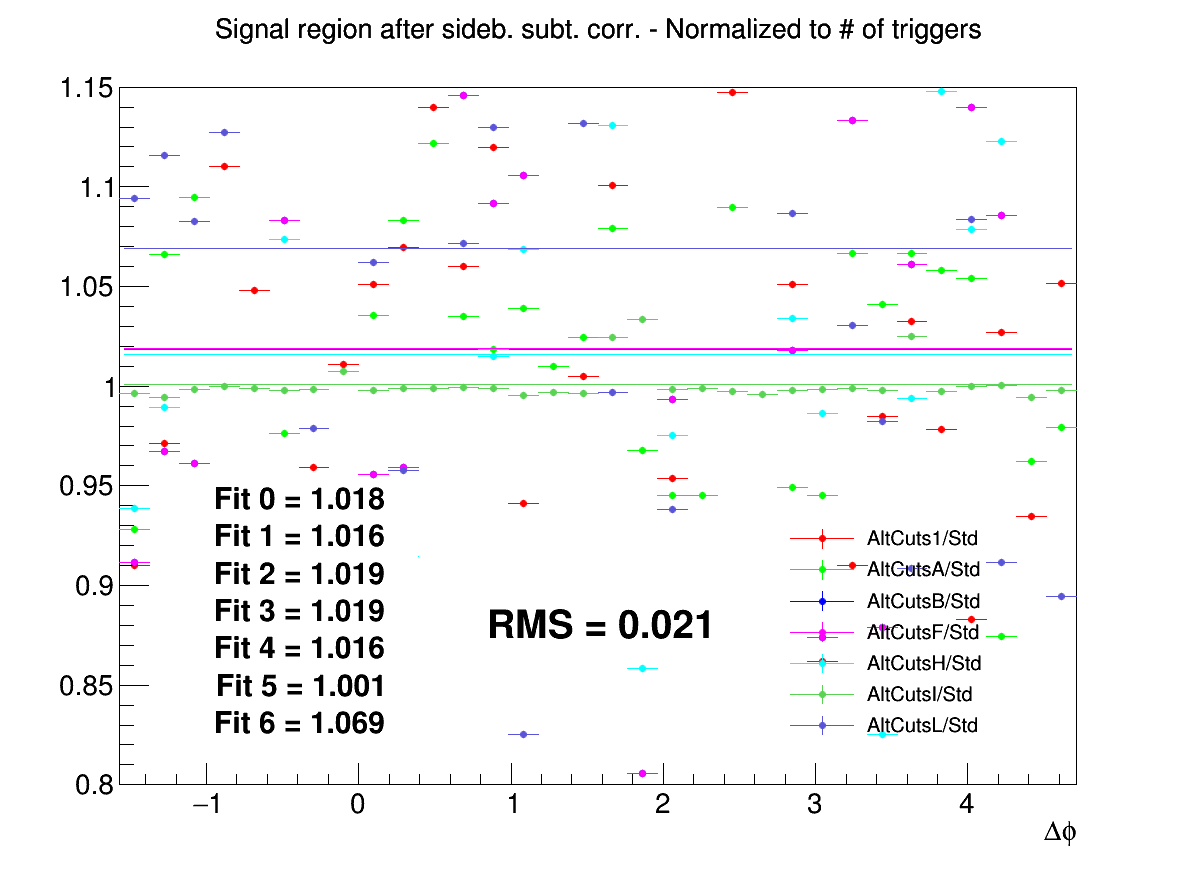 Signal region after sideb. subt. corr. - Normalized to # of triggers
1.15
1.1
1.05
1
0.95
0.9
0.85
0.8
Fit 0 = 1.018
Fit 1 = 1.016
Fit 2 = 1.019
Fit 3 = 1.019
Fit 4 = 1.016
Fit 5 = 1.001
Fit 6 = 1.069
RMS = 0.021
AltCuts1/Std
AltCutsA/Std
AltCutsB/Std
AltCutsF/Std
AltCutsH/Std
AltCutsI/Std
AltCutsL/Std
−1 0 1 2 3 4
Δϕ